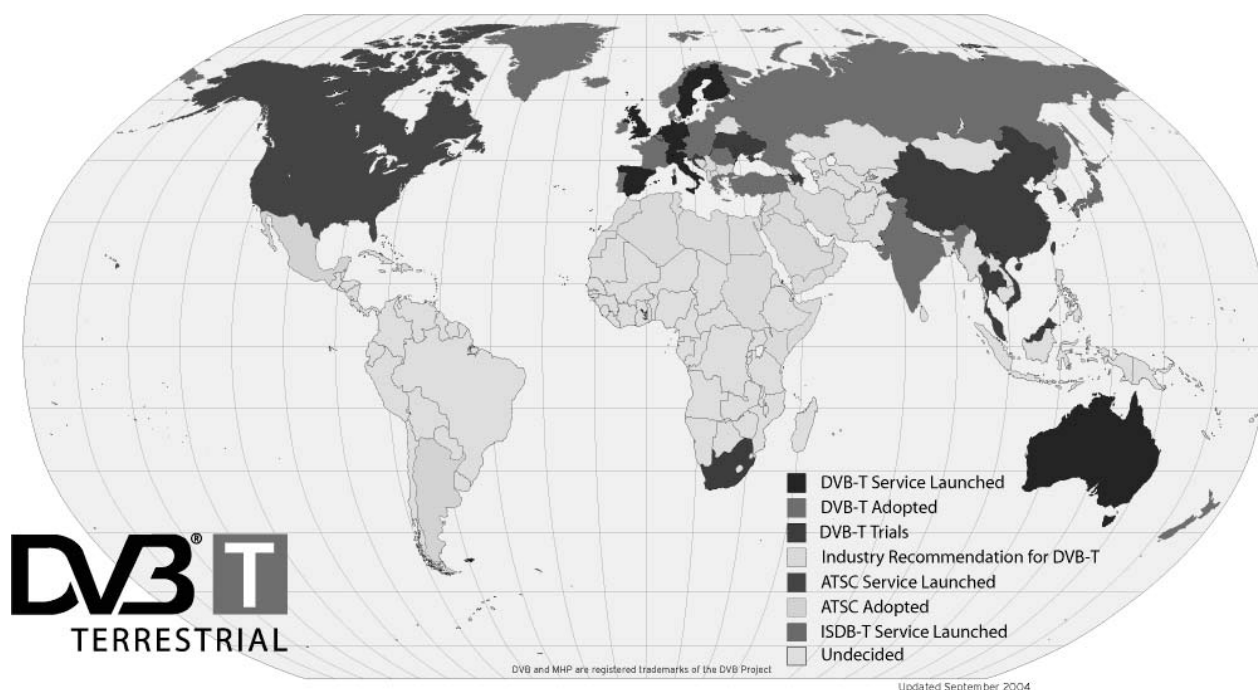 DVB-T Service Launched
DVB-T Adopted
DVB-T Trials
Industry Recommendation for DVB-T
ATSC Service Launched
ATSC Adopted
ISDB-T Service Launched
Undecided
DVB® T
TERRESTRIAL
DVB and MHP are registered trademarks of the DVB Project
Updated September 2004